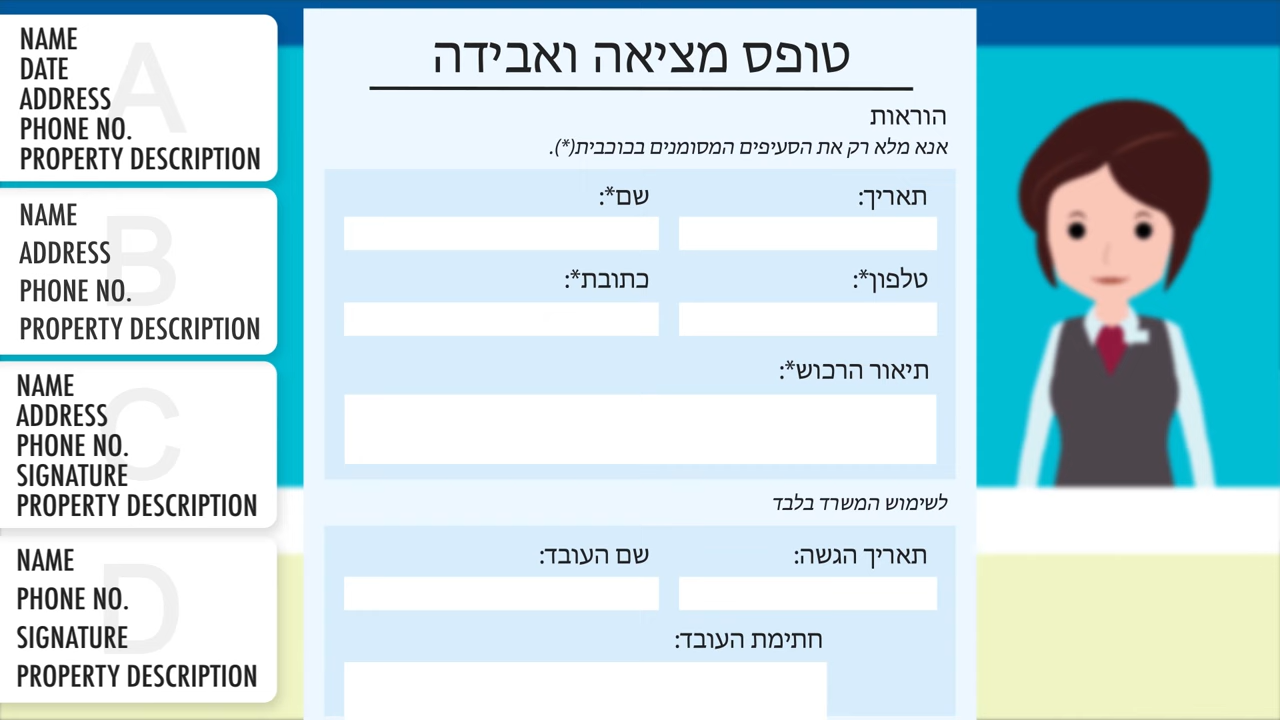 NAME
DATE
ADDRESS
PHONE NO.
PROPERTY DESCRIPTION
A
NAME
ADDRESS
PHONE NO.
PROPERTY DESCRIPTION
B
NAME
ADDRESS
PHONE NO.
SIGNATURE
PROPERTY DESCRIPTION
C
NAME
PHONE NO.
SIGNATURE
PROPERTY DESCRIPTION
D
טופס מציאה ואבידה
הוראות
אנא מלא רק את הסעיפים המסומנים בכוכבית(*).
תאריך: שם*:
טלפון*: כתובת*:
תיאור הרכוש*:
לשימוש המשרד בלבד
תאריך הגשה: שם העובד:
חתימת העובד: